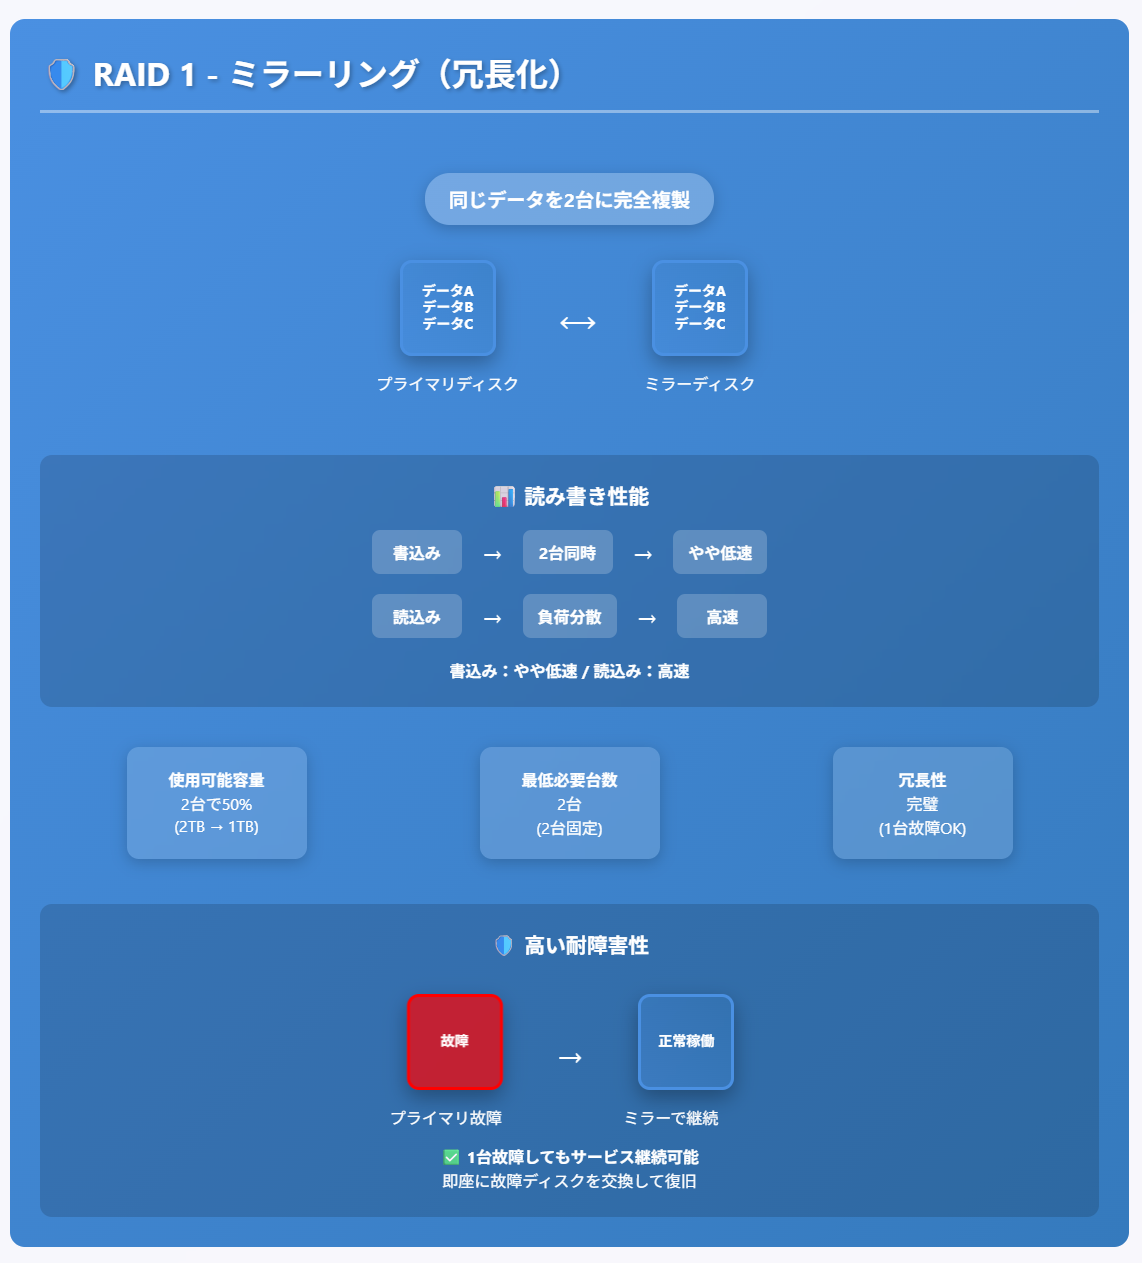 RAID 1 - ミラーリング（冗長化）
同じデータを2台に完全複製
データA
データB
データC
データA
データB
データC
プライマリディスク
ミラーディスク
読み書き性能
書込み → 2台同時 → やや低速
読込み → 負荷分散 → 高速
書込み：やや低速 / 読込み：高速
使用可能容量
2台で50%
(2TB → 1TB)
最低必要台数
2台
(2台固定)
冗長性
完璧
(1台故障OK)
高い耐障害性
故障
正常稼働
プライマリ故障
ミラーで継続
✅ 1台故障してもサービス継続可能
即座に故障ディスクを交換して復旧